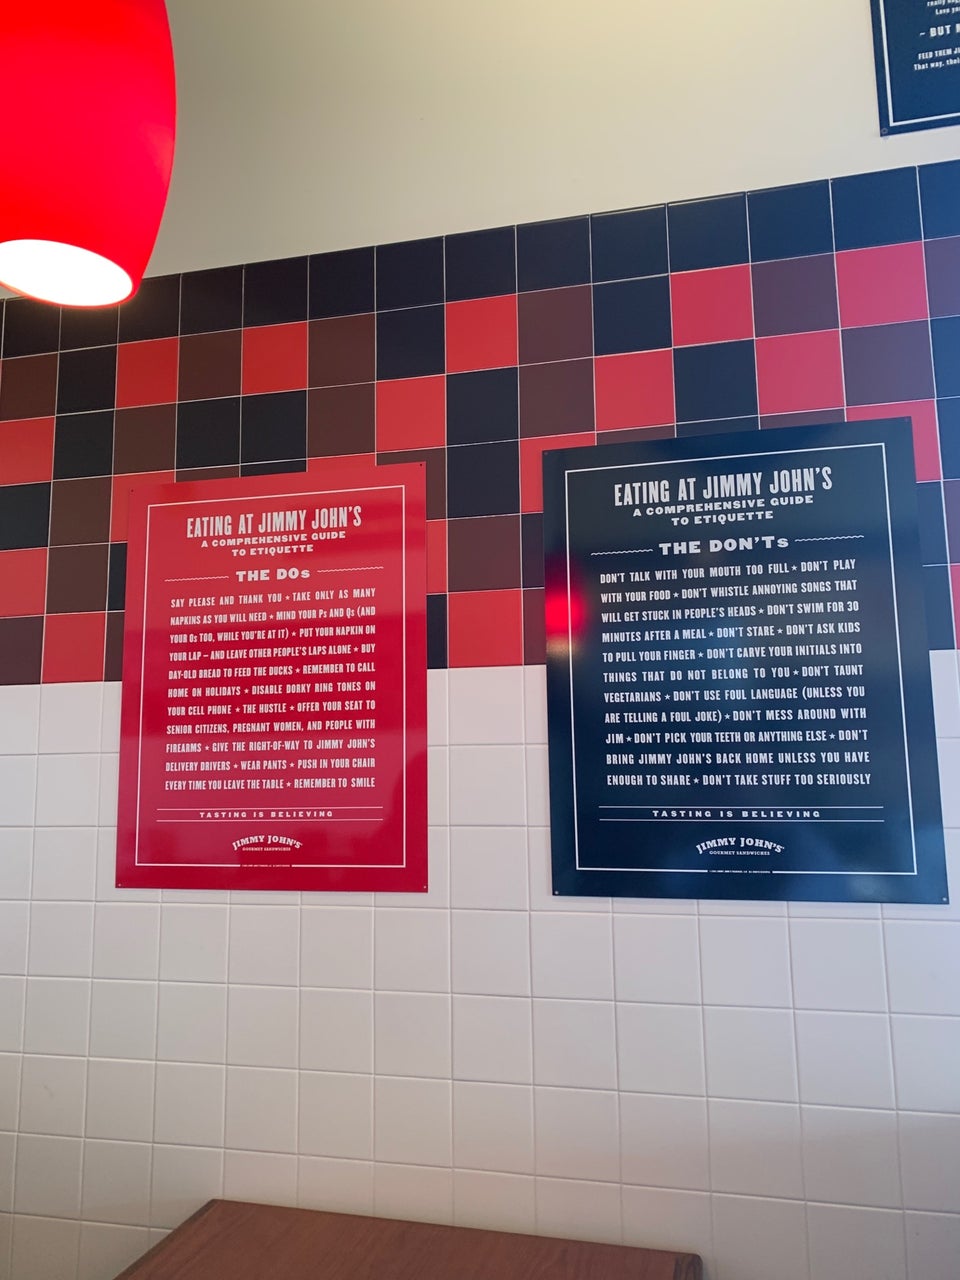 Love you
~ BUT
FEED THEM
That way,
EATING AT JIMMY JOHN'S
A COMPREHENSIVE GUIDE
TO ETIQUETTE
THE DOs
SAY PLEASE AND THANK YOU ★ TAKE ONLY AS MANY
NAPKINS AS YOU WILL NEED ★ MIND YOUR Ps AND Qs (AND
YOUR Os TOO, WHILE YOU'RE AT IT) ★ PUT YOUR NAPKIN ON
YOUR LAP – AND LEAVE OTHER PEOPLE'S LAPS ALONE ★ BUY
DAY-OLD BREAD TO FEED THE DUCKS ★ REMEMBER TO CALL
HOME ON HOLIDAYS ★ DISABLE DORKY RING TONES ON
YOUR CELL PHONE ★ THE HUSTLE ★ OFFER YOUR SEAT TO
SENIOR CITIZENS, PREGNANT WOMEN, AND PEOPLE WITH
FIREARMS ★ GIVE THE RIGHT-OF-WAY TO JIMMY JOHN'S
DELIVERY DRIVERS ★ WEAR PANTS ★ PUSH IN YOUR CHAIR
EVERY TIME YOU LEAVE THE TABLE ★ REMEMBER TO SMILE
TASTING IS BELIEVING
JIMMY JOHN'S
GOURMET SANDWICHES
EATING AT JIMMY JOHN'S
A COMPREHENSIVE GUIDE
TO ETIQUETTE
THE DON'Ts
DON'T TALK WITH YOUR MOUTH TOO FULL ★ DON'T PLAY
WITH YOUR FOOD ★ DON'T WHISTLE ANNOYING SONGS THAT
WILL GET STUCK IN PEOPLE'S HEADS ★ DON'T SWIM FOR 30
MINUTES AFTER A MEAL ★ DON'T STARE ★ DON'T ASK KIDS
TO PULL YOUR FINGER ★ DON'T CARVE YOUR INITIALS INTO
THINGS THAT DO NOT BELONG TO YOU ★ DON'T TAUNT
VEGETARIANS ★ DON'T USE FOUL LANGUAGE (UNLESS YOU
ARE TELLING A FOUL JOKE) ★ DON'T MESS AROUND WITH
JIM ★ DON'T PICK YOUR TEETH OR ANYTHING ELSE ★ DON'T
BRING JIMMY JOHN'S BACK HOME UNLESS YOU HAVE
ENOUGH TO SHARE ★ DON'T TAKE STUFF TOO SERIOUSLY
TASTING IS BELIEVING
JIMMY JOHN'S
GOURMET SANDWICHES